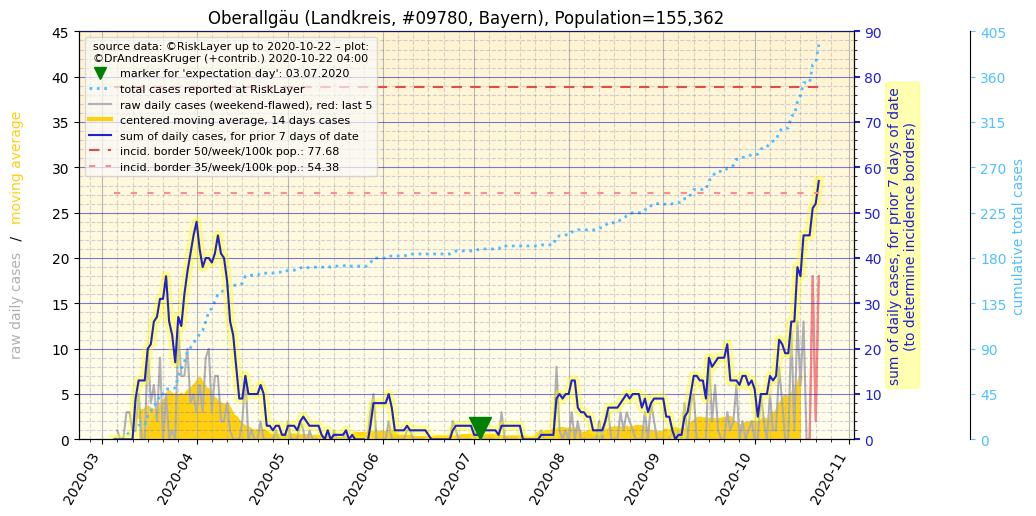 Oberallgäu (Landkreis, #09780, Bayern), Population=155,362
source data: ©RiskLayer up to 2020-10-22 – plot:
©DrAndreasKruger (+contrib.) 2020-10-22 04:00
marker for 'expectation day': 03.07.2020
total cases reported at RiskLayer
raw daily cases (weekend-flawed), red: last 5
centered moving average, 14 days cases
sum of daily cases, for prior 7 days of date
incid. border 50/week/100k pop.: 77.68
incid. border 35/week/100k pop.: 54.38
raw daily cases / moving average
45
40
35
30
25
20
15
10
5
0
90
80
70
60
50
40
30
20
10
0
sum of daily cases, for prior 7 days of date
(to determine incidence borders)
405
360
315
270
225
180
135
90
45
0
cumulative total cases
2020-03
2020-04
2020-05
2020-06
2020-07
2020-08
2020-09
2020-10
2020-11